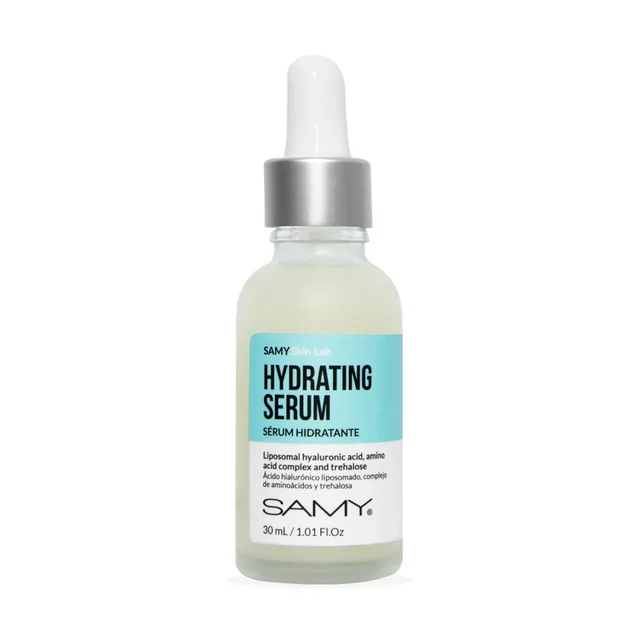 SAMY Skin Lab
HYDRATING
SERUM
SÉRUM HIDRATANTE
Liposomal hyaluronic acid, amino
acid complex and trehalose
Ácido hialurónico liposomado, complejo
de aminoácidos y trehalosa
SAMY®
30 mL / 1.01 Fl.Oz